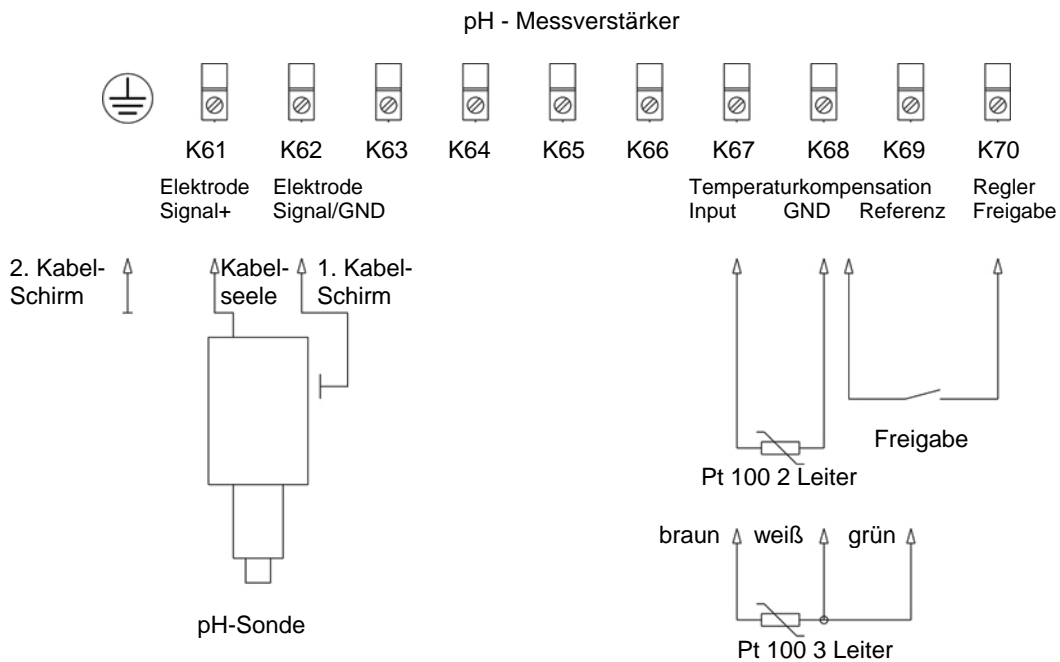 pH - Messverstärker
K61 K62 K63 K64 K65 K66 K67 K68 K69 K70
Elektrode Elektrode Temperaturkompensation Regler
Signal+ Signal/GND Input GND Referenz Freigabe
2. Kabel- Kabel- 1. Kabel-
Schirm seele Schirm
Freigabe
Pt 100 2 Leiter
braun weiß grün
pH-Sonde
Pt 100 3 Leiter